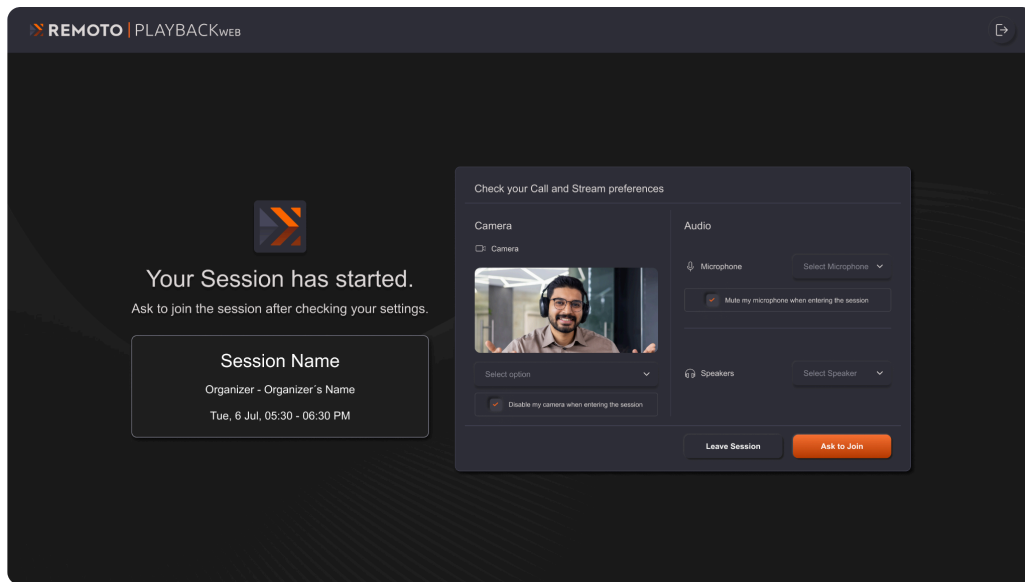 REMOTO | PLAYBACKWEB
Your Session has started.
Ask to join the session after checking your settings.
Session Name
Organizer - Organizer´s Name
Tue, 6 Jul, 05:30 - 06:30 PM
Check your Call and Stream preferences
Camera
Camera
Select option
Disable my camera when entering the session
Audio
Microphone
Select Microphone
Mute my microphone when entering the session
Speakers
Select Speaker
Leave Session
Ask to Join